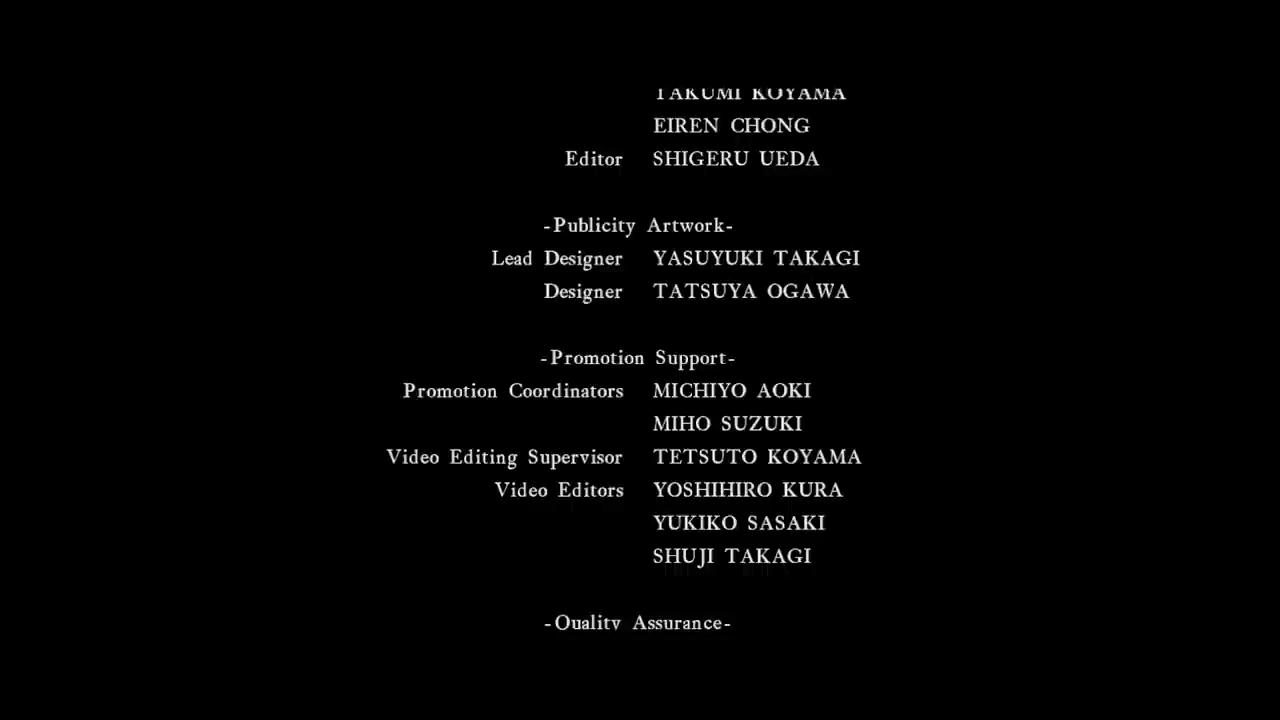 TAKUMI KOYAMA
EIREN CHONG
Editor SHIGERU UEDA
-Publicity Artwork-
Lead Designer YASUYUKI TAKAGI
Designer TATSUYA OGAWA
-Promotion Support-
Promotion Coordinators MICHIYO AOKI
MIHO SUZUKI
Video Editing Supervisor TETSUTO KOYAMA
Video Editors YOSHIHIRO KURA
YUKIKO SASAKI
SHUJI TAKAGI
-Quality Assurance-